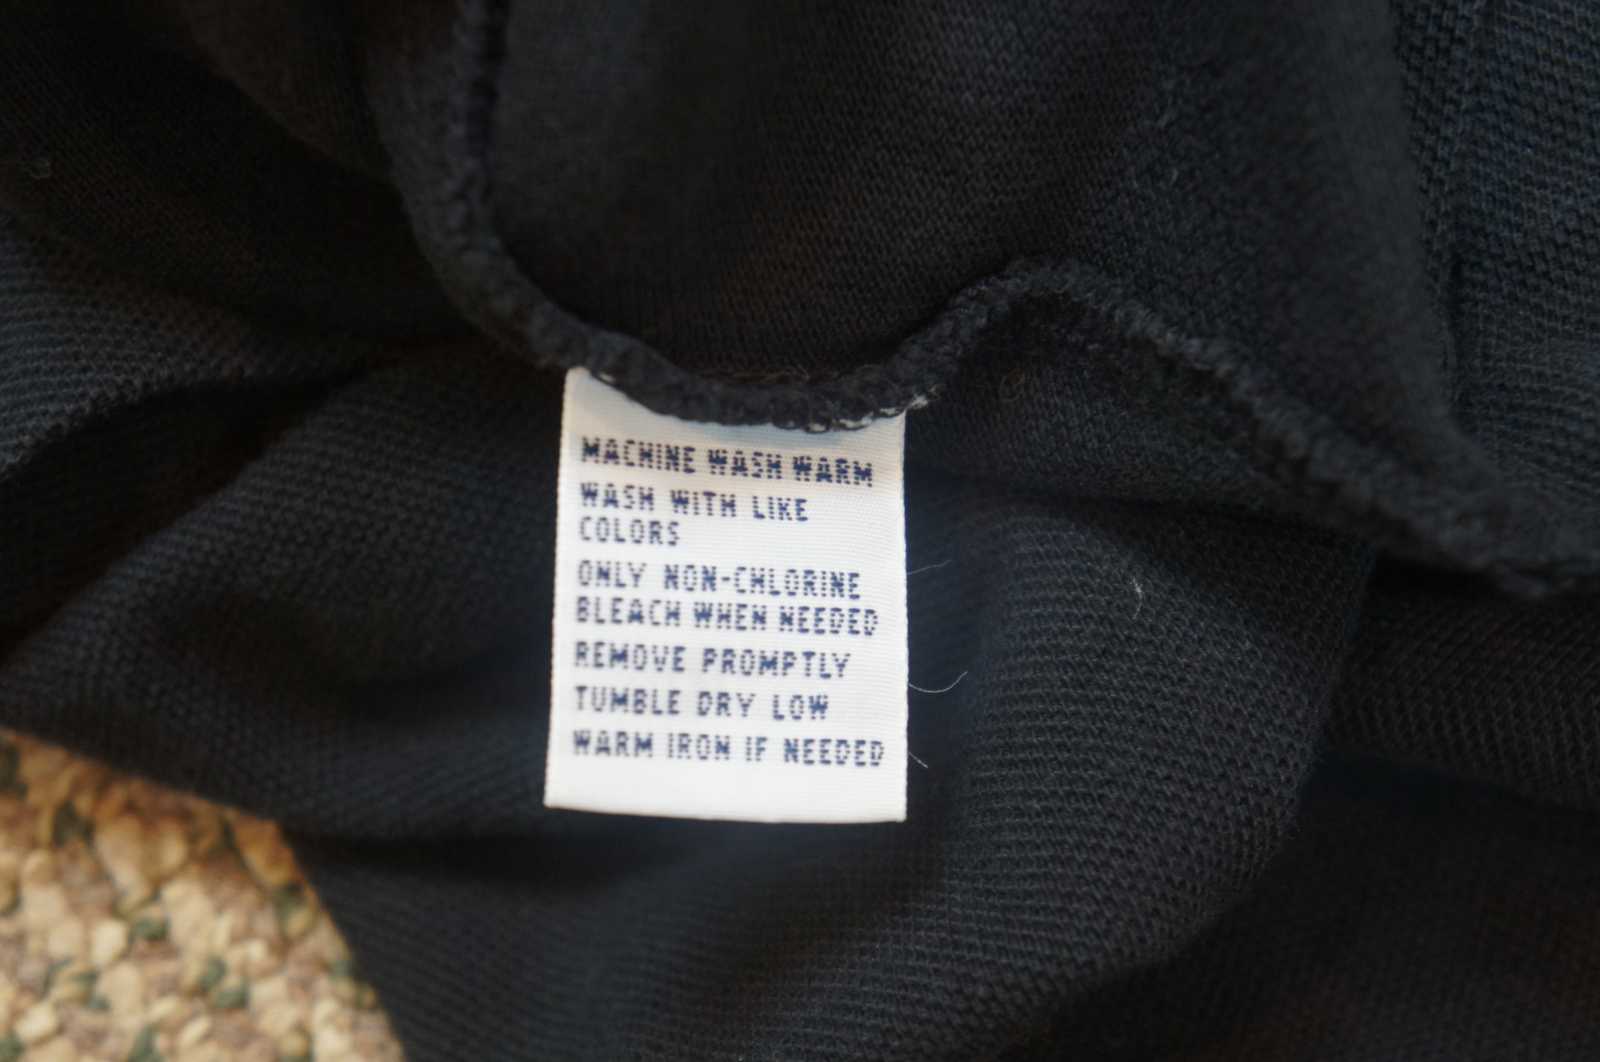 MACHINE WASH WARM
WASH WITH LIKE
COLORS
ONLY NON-CHLORINE
BLEACH WHEN NEEDED
REMOVE PROMPTLY
TUMBLE DRY LOW
WARM IRON IF NEEDED